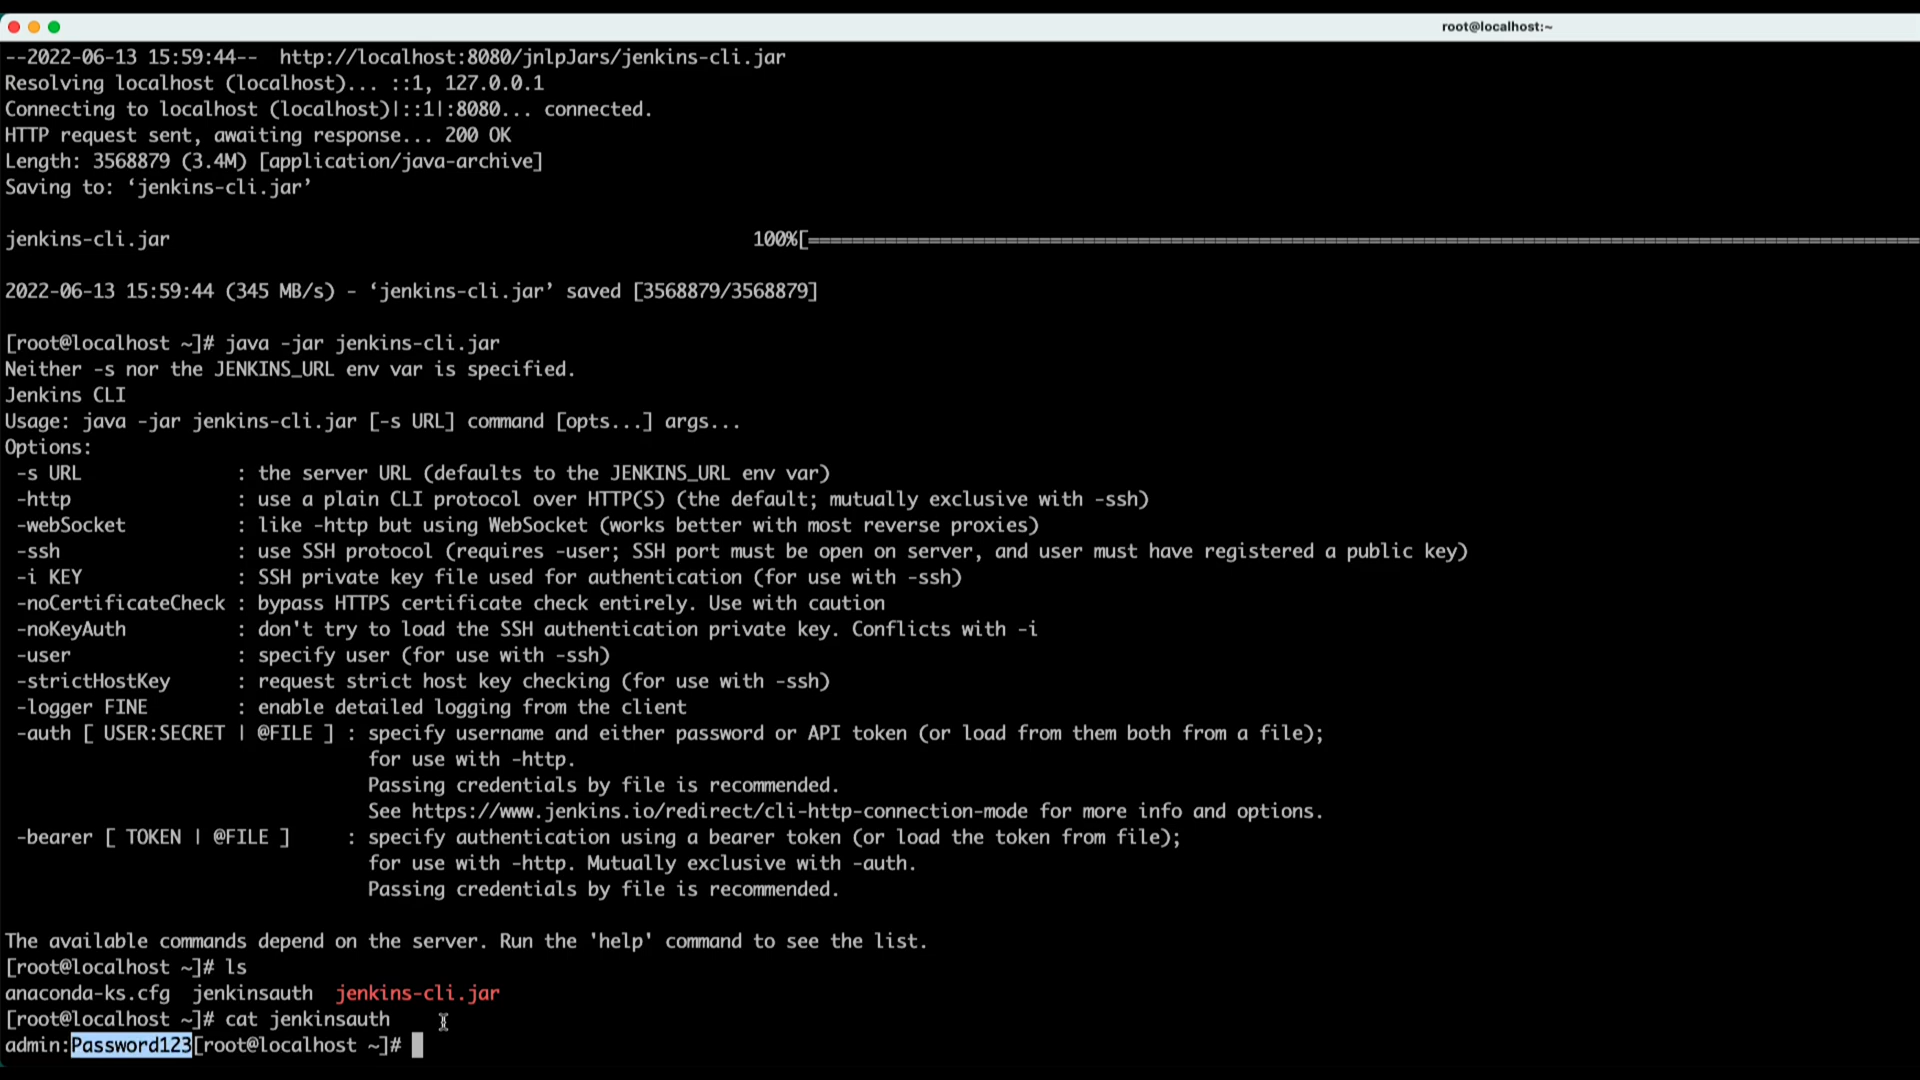 root@localhost:~
--2022-06-13 15:59:44--  http://localhost:8080/jnlpJars/jenkins-cli.jar
Resolving localhost (localhost)... ::1, 127.0.0.1
Connecting to localhost (localhost)|::1|:8080... connected.
HTTP request sent, awaiting response... 200 OK
Length: 3568879 (3.4M) [application/java-archive]
Saving to: ‘jenkins-cli.jar’
jenkins-cli.jar 100%[==================================================
2022-06-13 15:59:44 (345 MB/s) - ‘jenkins-cli.jar’ saved [3568879/3568879]
[root@localhost ~]# java -jar jenkins-cli.jar
Neither -s nor the JENKINS_URL env var is specified.
Jenkins CLI
Usage: java -jar jenkins-cli.jar [-s URL] command [opts...] args...
Options:
 -s URL              : the server URL (defaults to the JENKINS_URL env var)
 -http               : use a plain CLI protocol over HTTP(S) (the default; mutually exclusive with -ssh)
 -webSocket          : like -http but using WebSocket (works better with most reverse proxies)
 -ssh                : use SSH protocol (requires -user; SSH port must be open on server, and user must have registered a public key)
 -i KEY              : SSH private key file used for authentication (for use with -ssh)
 -noCertificateCheck : bypass HTTPS certificate check entirely. Use with caution
 -noKeyAuth          : don't try to load the SSH authentication private key. Conflicts with -i
 -user               : specify user (for use with -ssh)
 -strictHostKey      : request strict host key checking (for use with -ssh)
 -logger FINE        : enable detailed logging from the client
 -auth [ USER:SECRET | @FILE ] : specify username and either password or API token (or load from them both from a file);
                                 for use with -http.
                                 Passing credentials by file is recommended.
                                 See https://www.jenkins.io/redirect/cli-http-connection-mode for more info and options.
 -bearer [ TOKEN | @FILE ]     : specify authentication using a bearer token (or load the token from file);
                                 for use with -http. Mutually exclusive with -auth.
                                 Passing credentials by file is recommended.
The available commands depend on the server. Run the 'help' command to see the list.
[root@localhost ~]# ls
anaconda-ks.cfg  jenkinsauth  jenkins-cli.jar
[root@localhost ~]# cat jenkinsauth
admin:Password123[root@localhost ~]#